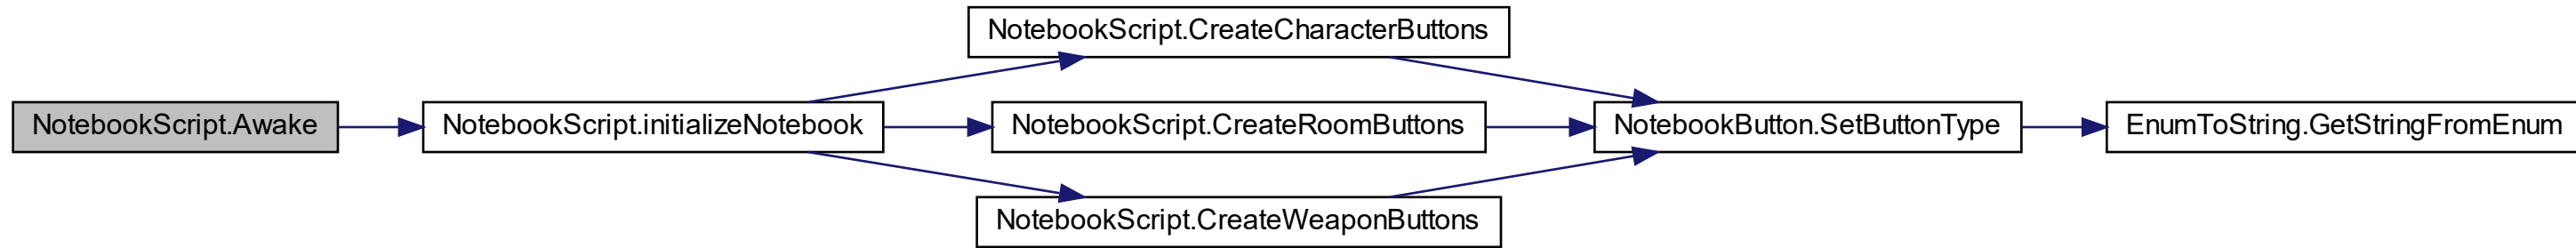 NotebookScript.CreateCharacterButtons
NotebookScript.Awake
NotebookScript.initializeNotebook
NotebookScript.CreateRoomButtons
NotebookButton.SetButtonType
EnumToString.GetStringFromEnum
NotebookScript.CreateWeaponButtons